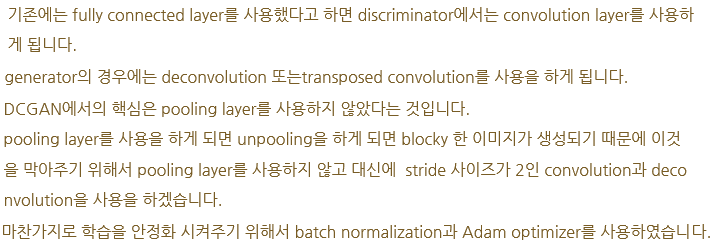 기존에는 fully connected layer를 사용했다고 하면 discriminator에서는 convolution layer를 사용하
게 됩니다.
generator의 경우에는 deconvolution 또는transposed convolution를 사용을 하게 됩니다.
DCGAN에서의 핵심은 pooling layer를 사용하지 않았다는 것입니다.
pooling layer를 사용을 하게 되면 unpooling을 하게 되면 blocky 한 이미지가 생성되기 때문에 이것
을 막아주기 위해서 pooling layer를 사용하지 않고 대신에 stride 사이즈가 2인 convolution과 deco
nvolution을 사용을 하겠습니다.
마찬가지로 학습을 안정화 시켜주기 위해서 batch normalization과 Adam optimizer를 사용하였습니다.